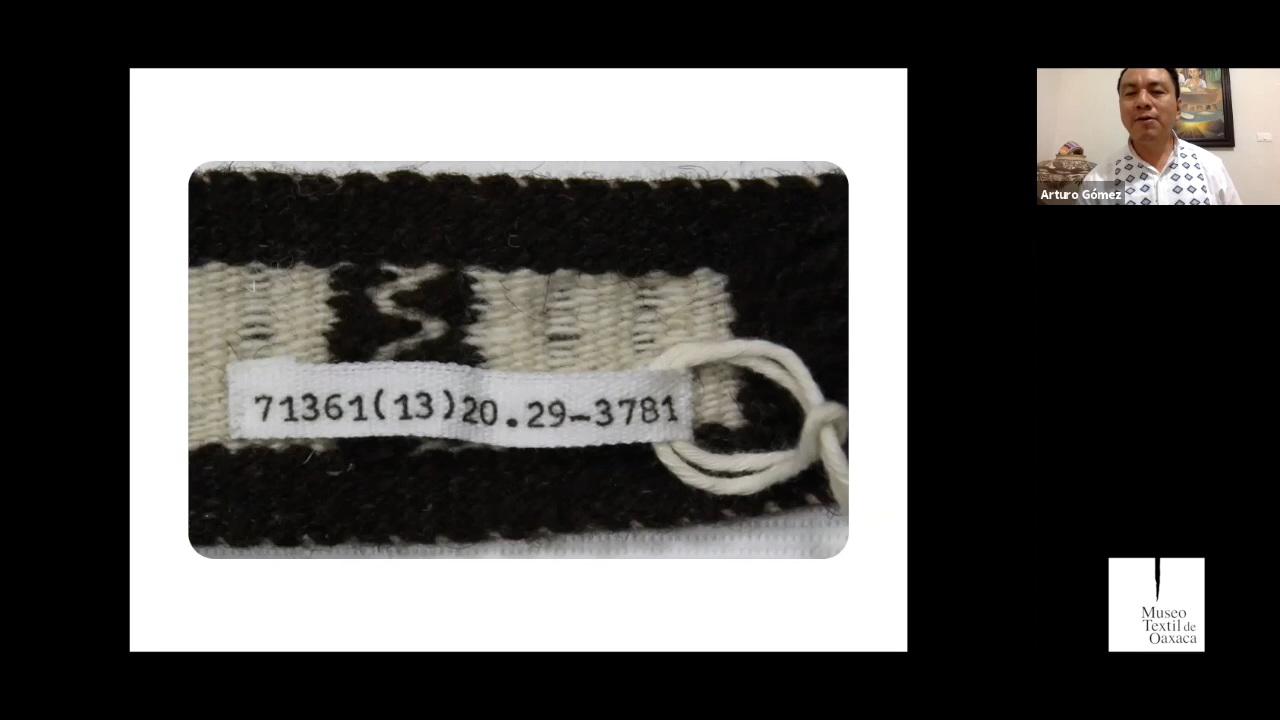 71361(13)20.29-3781
Arturo Gómez
Museo
Textil de
Oaxaca